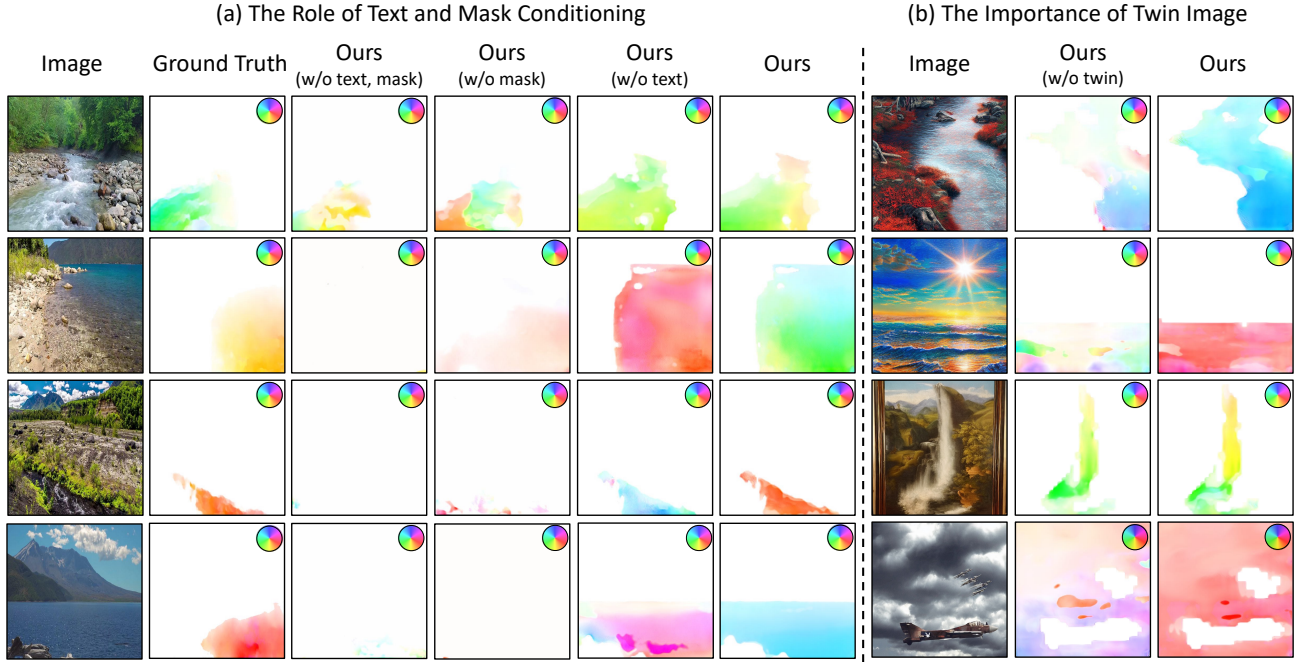 (a) The Role of Text and Mask Conditioning
(b) The Importance of Twin Image
Image
Ground Truth
Ours
(w/o text, mask)
Ours
(w/o mask)
Ours
(w/o text)
Ours
Image
Ours
(w/o twin)
Ours